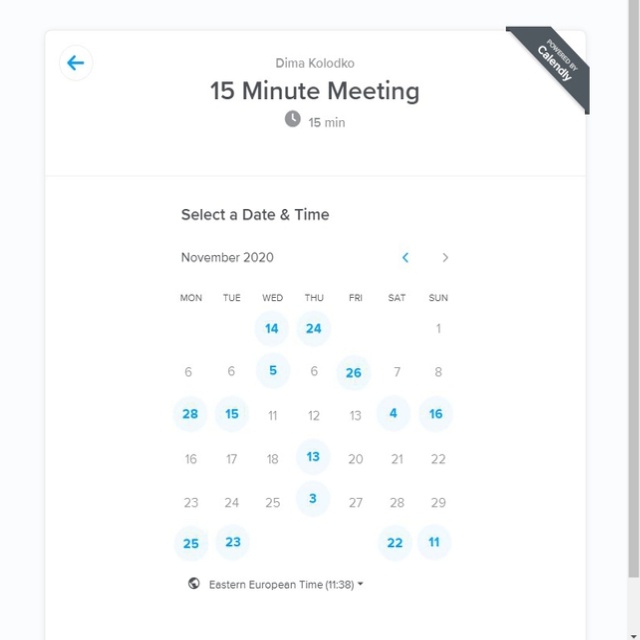 POWERED BY
Calendly
Dima Kolodko
15 Minute Meeting
15 min
Select a Date & Time
November 2020
MON TUE WED THU FRI SAT SUN
14 24 1
6 6 5 6 26 7 8
28 15 11 12 13 4 16
16 17 18 13 20 21 22
23 24 25 3 27 28 29
25 23 22 11
Eastern European Time (11:38)